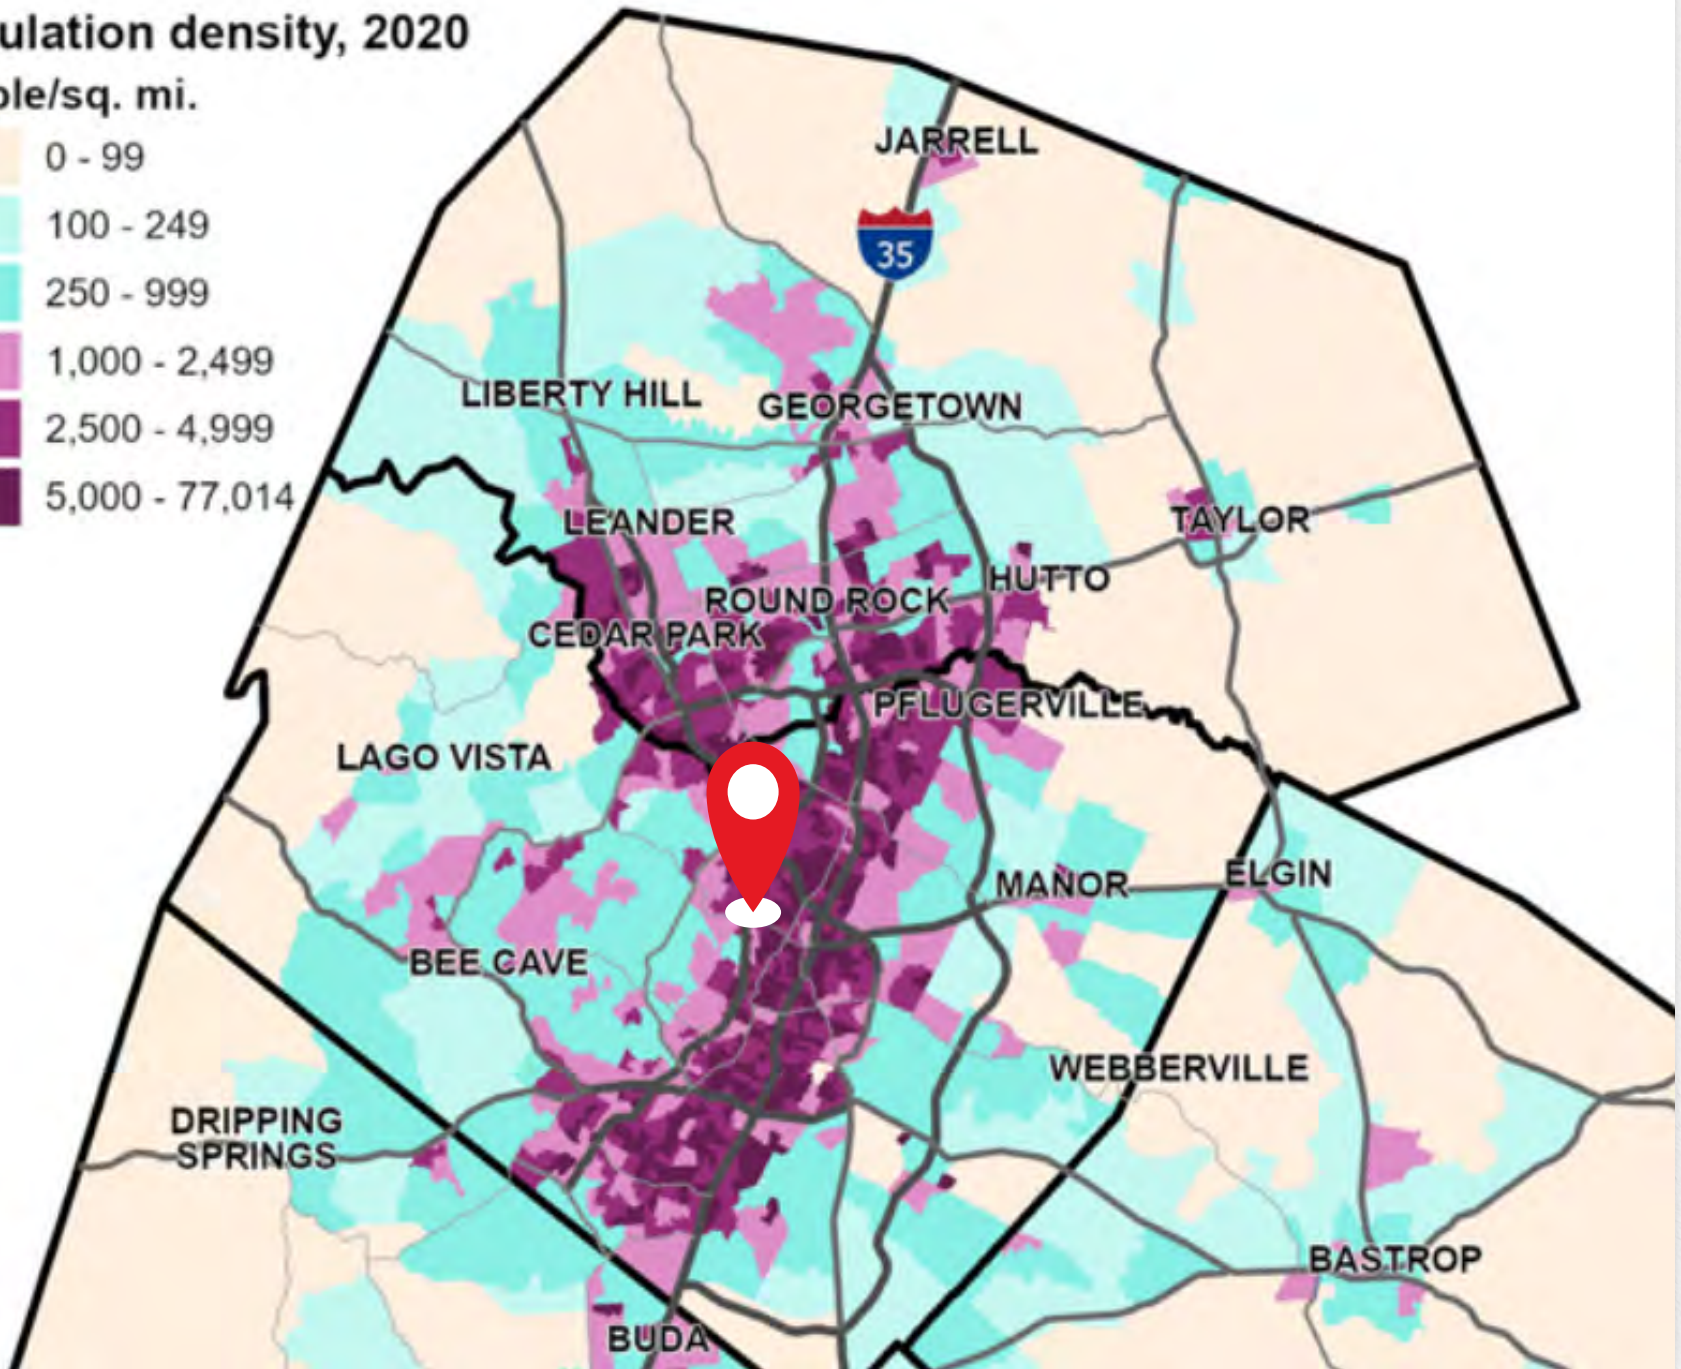 ulation density, 2020
ple/sq. mi.
0 - 99
100 - 249
250 - 999
1,000 - 2,499
2,500 - 4,999
5,000 - 77,014
JARRELL
35
LIBERTY HILL
GEORGETOWN
LEANDER
TAYLOR
HUTTO
ROUND ROCK
CEDAR PARK
PFLUGERVILLE
LAGO VISTA
MANOR
ELGIN
BEE CAVE
WEBBERVILLE
DRIPPING
SPRINGS
BASTROP
BUDA